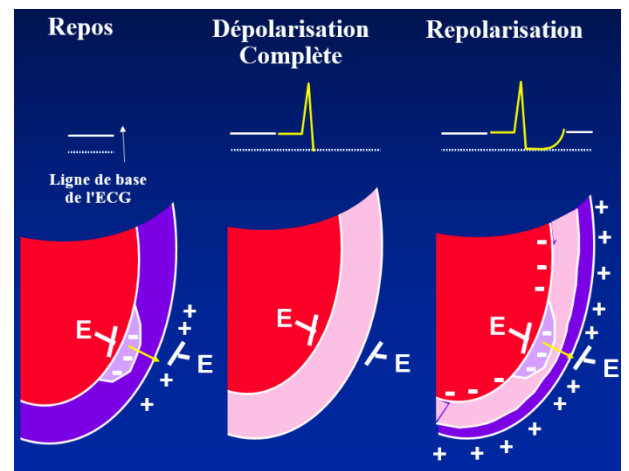 Repos
Dépolarisation
Complète
Repolarisation
Ligne de base
de l'ECG
E
E
E
E
E
E